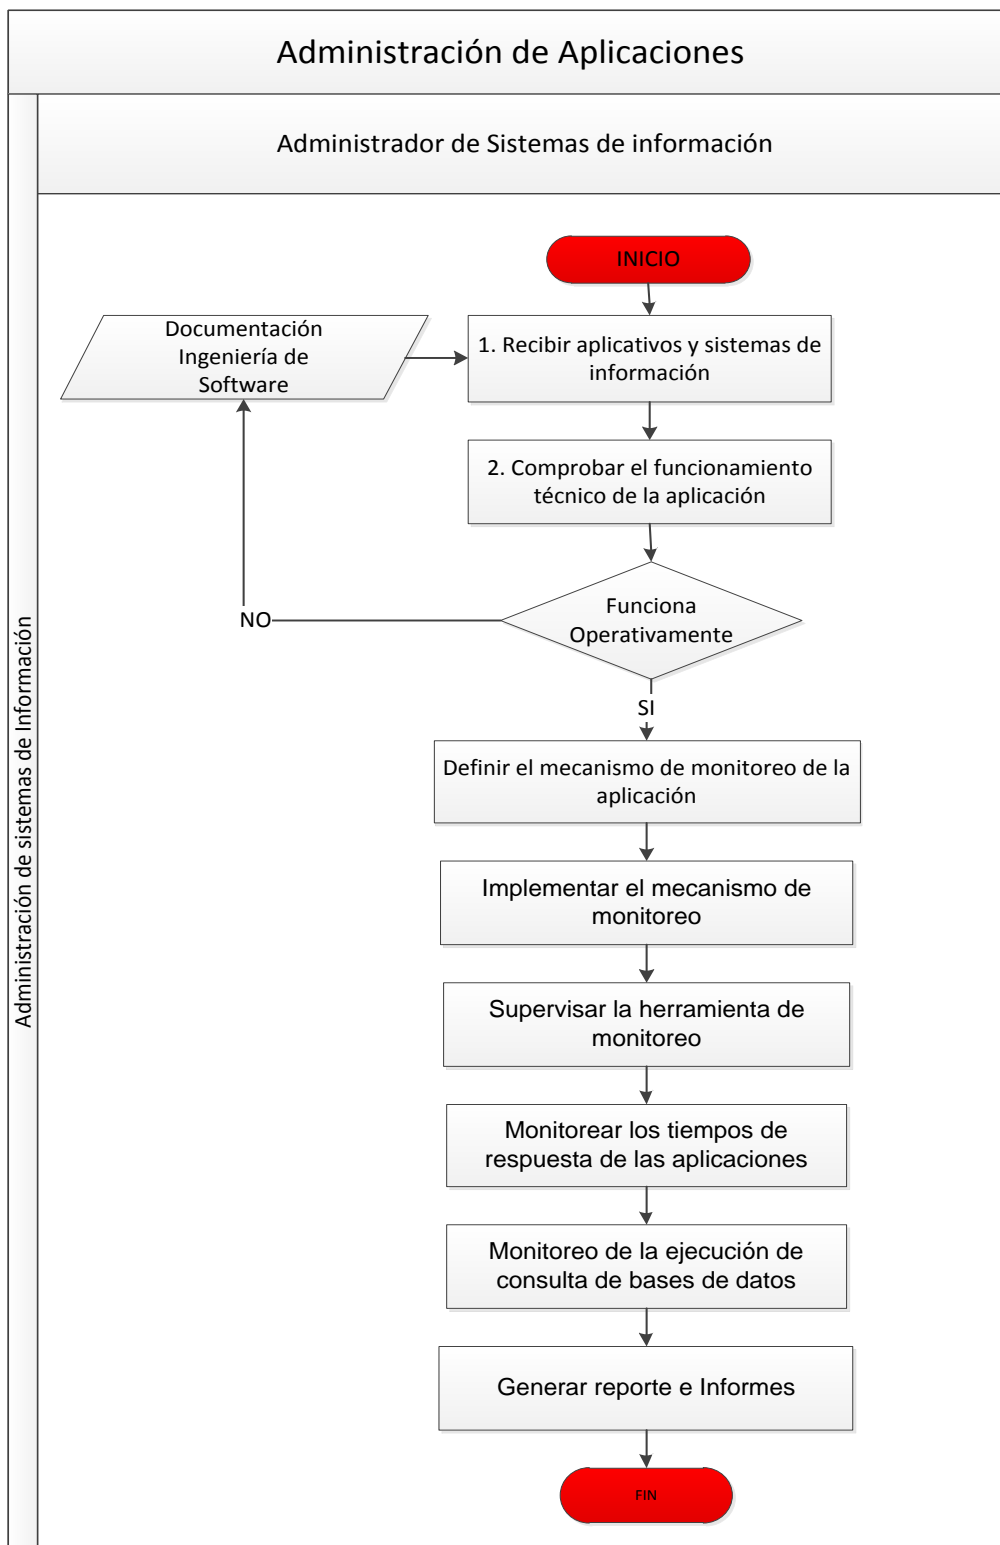 Administración de Aplicaciones
Administrador de Sistemas de información
Administración de sistemas de Información
INICIO
Documentación
Ingeniería de
Software
1. Recibir aplicativos y sistemas de
información
2. Comprobar el funcionamiento
técnico de la aplicación
Funciona
Operativamente
NO
SI
Definir el mecanismo de monitoreo de la
aplicación
Implementar el mecanismo de
monitoreo
Supervisar la herramienta de
monitoreo
Monitorear los tiempos de
respuesta de las aplicaciones
Monitoreo de la ejecución de
consulta de bases de datos
Generar reporte e Informes
FIN